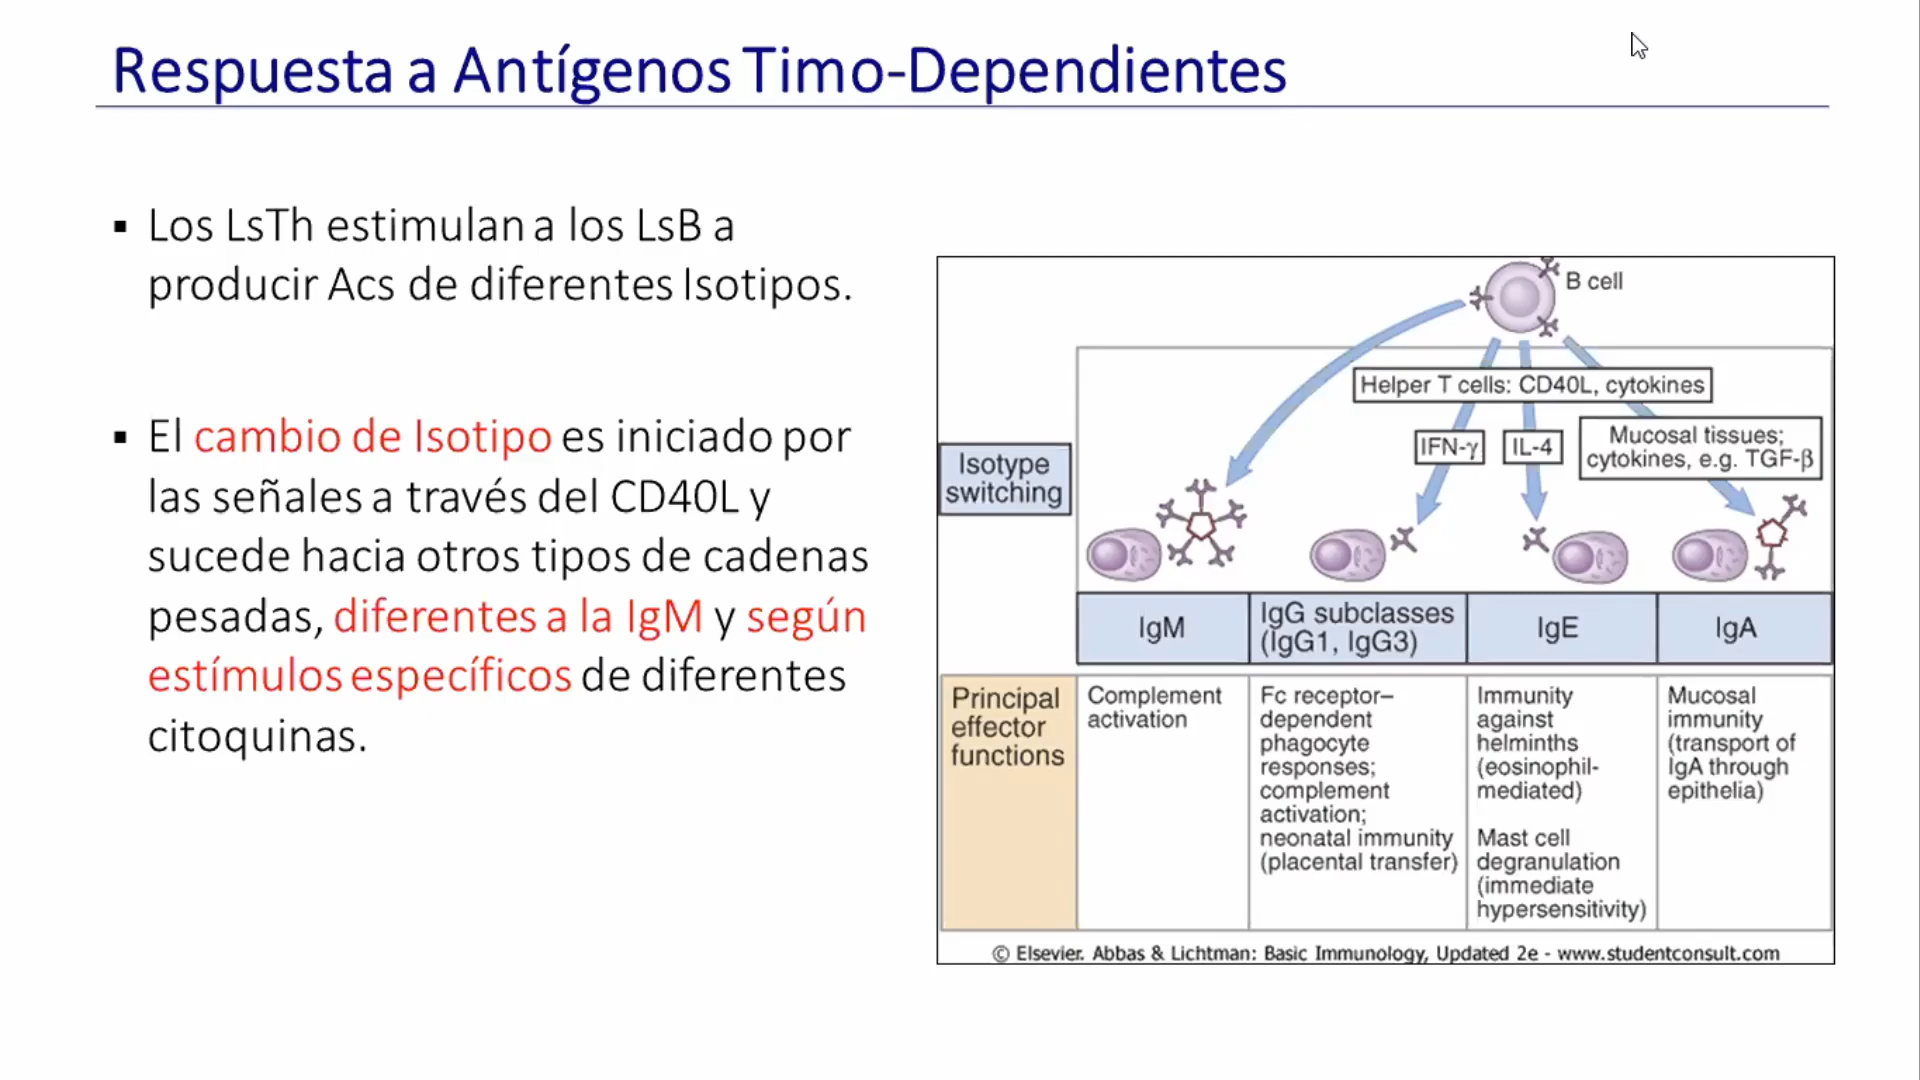 Respuesta a Antígenos Timo-Dependientes
▪ Los LsTh estimulan a los LsB a
producir Acs de diferentes Isotipos.
▪ El cambio de Isotipo es iniciado por
las señales a través del CD40L y
sucede hacia otros tipos de cadenas
pesadas, diferentes a la IgM y según
estímulos específicos de diferentes
citoquinas.
B cell
Helper T cells: CD40L, cytokines
IFN-γ
IL-4
Mucosal tissues;
cytokines, e.g. TGF-β
Isotype
switching
IgM
IgG subclasses
(IgG1, IgG3)
IgE
IgA
Principal
effector
functions
Complement
activation
Fc receptor–
dependent
phagocyte
responses;
complement
activation;
neonatal immunity
(placental transfer)
Immunity
against
helminths
(eosinophil-
mediated)
Mast cell
degranulation
(immediate
hypersensitivity)
Mucosal
immunity
(transport of
IgA through
epithelia)
© Elsevier. Abbas & Lichtman: Basic Immunology, Updated 2e - www.studentconsult.com